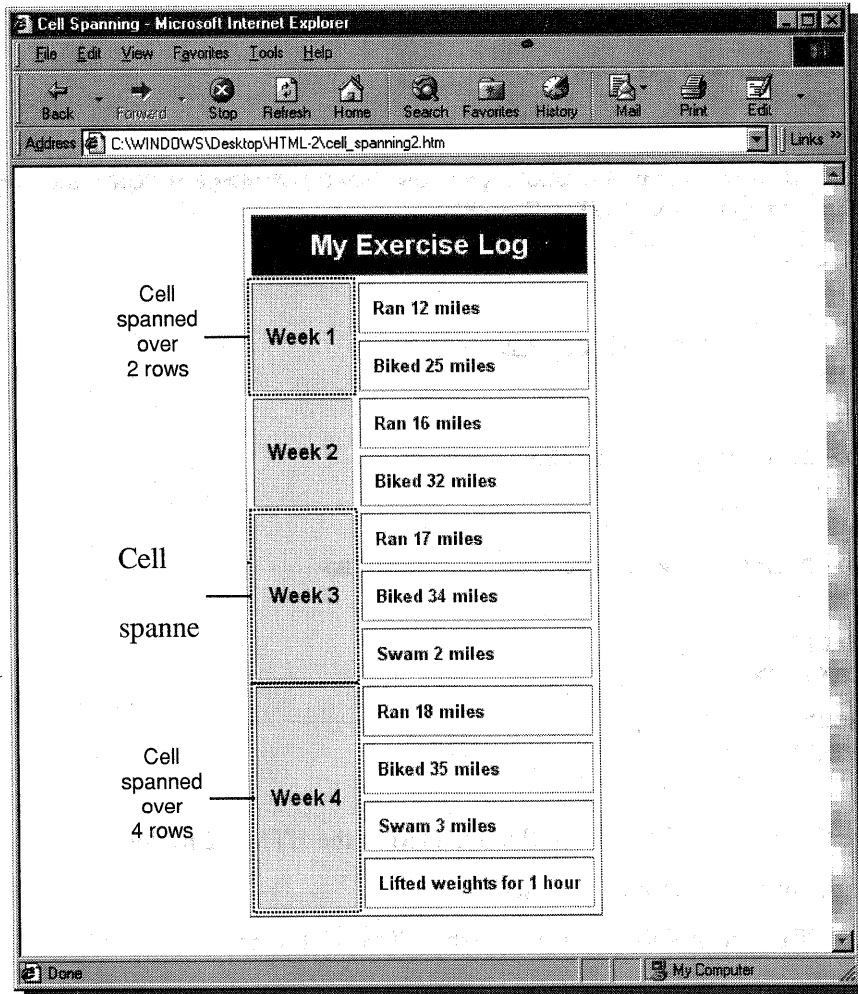 Cell Spanning - Microsoft Internet Explorer
File Edit View Favorites Tools Help
Back Forward Stop Refresh Home Search Favorites History Mail Print Edit
Address C:\WINDOWS\Desktop\HTML-2\cell_spanning2.htm Links »
My Exercise Log
Cell
spanned
over
2 rows
Week 1
Ran 12 miles
Biked 25 miles
Week 2
Ran 16 miles
Biked 32 miles
Cell
spanne
Week 3
Ran 17 miles
Biked 34 miles
Swam 2 miles
Cell
spanned
over
4 rows
Week 4
Ran 18 miles
Biked 35 miles
Swam 3 miles
Lifted weights for 1 hour
Done My Computer